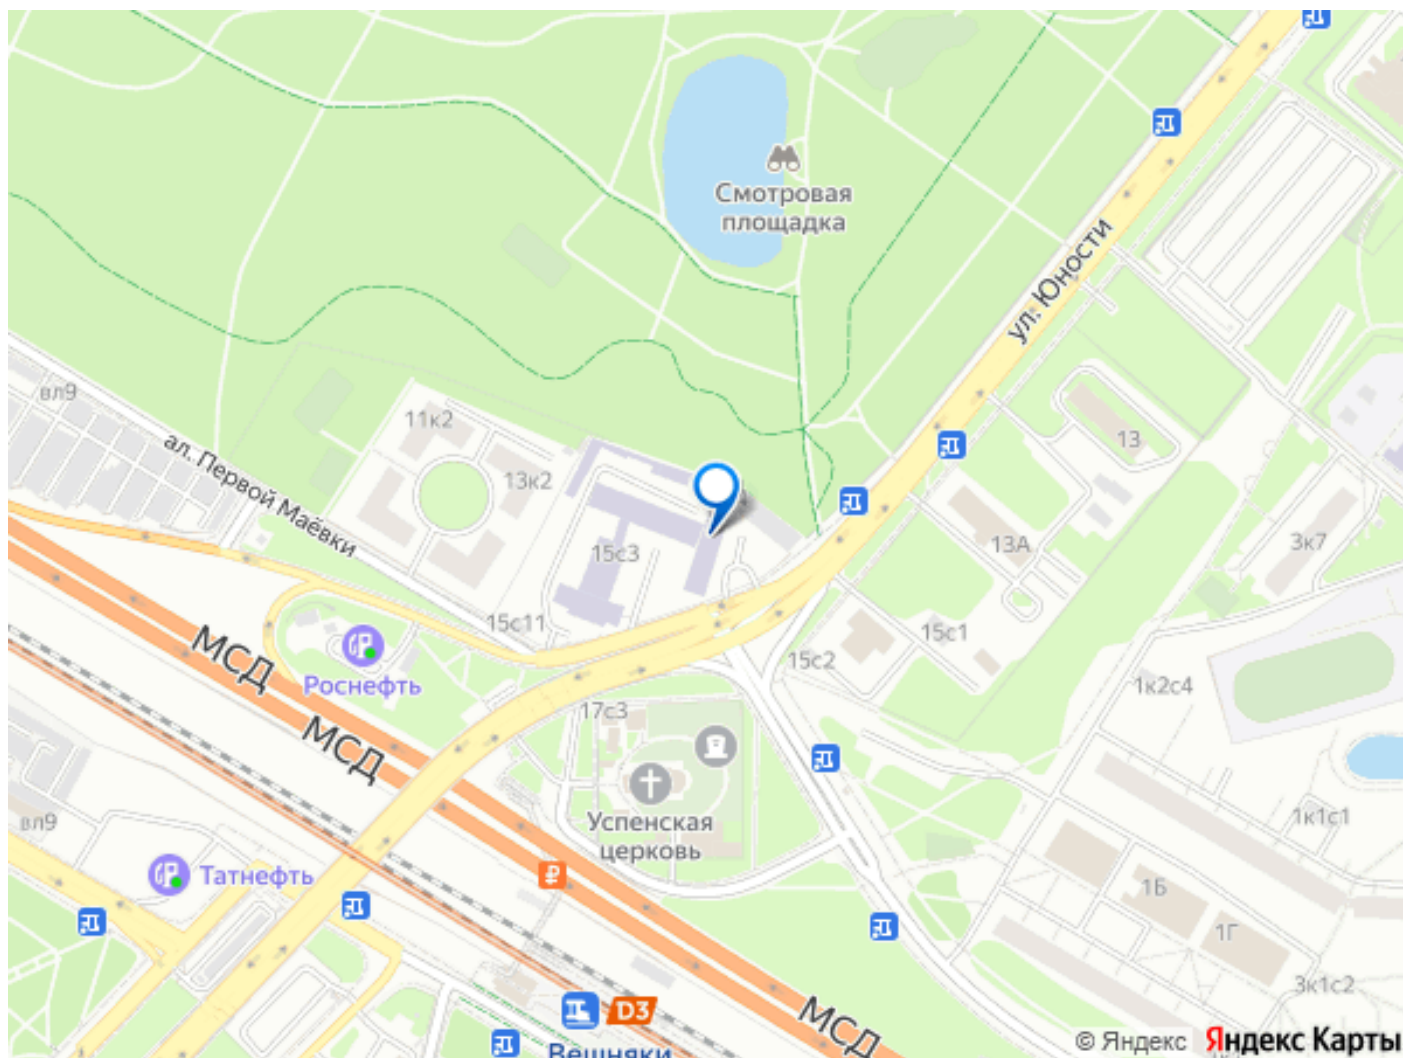 Смотровая
площадка
ул. Юности
вл9
11к2
13к2
ал. Первой Маёвки
13
13А
3к7
15с3
15с11
15с1
15с2
1к2с4
МСД
Роснефть
МСД
17с3
Успенская
церковь
1к1с1
вл9
Татнефть
1Б
1Г
3к1с2
D3
Вешняки
МСД
© Яндекс
Яндекс Карты